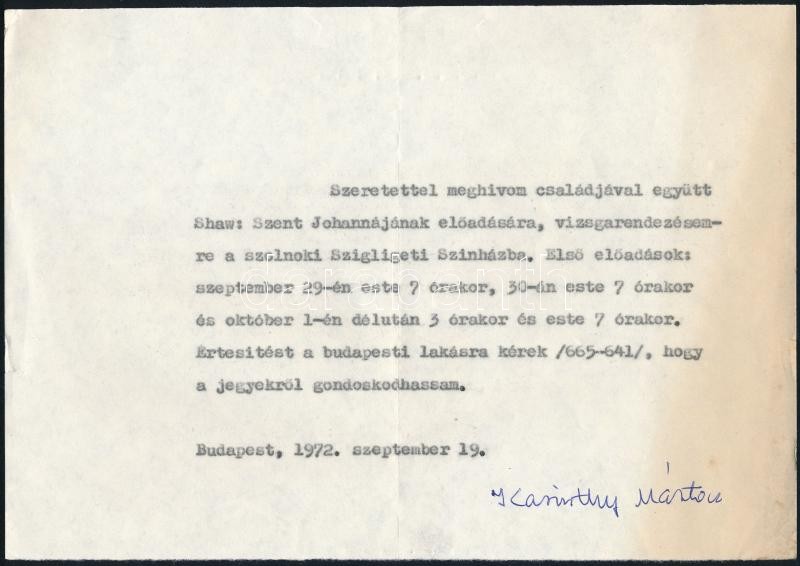 Szeretettel meghivom családjával együtt
Shaw: Szent Johannájának előadására, vizsgarendezésem-
re a szolnoki Szigligeti Szinházba. Első előadások:
szeptember 29-én este 7 órakor, 30-án este 7 órakor
és október 1-én délután 3 órakor és este 7 órakor.
Értesitést a budapesti lakásra kérek /665-641/, hogy
a jegyekről gondoskodhassam.
Budapest, 1972. szeptember 19.
Karinthy Márton